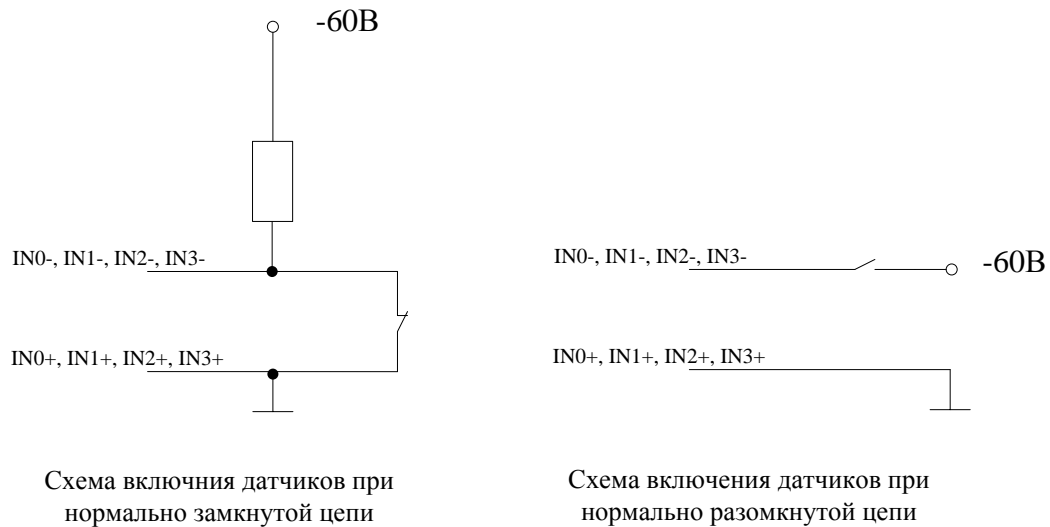 -60В
IN0-, IN1-, IN2-, IN3-
IN0+, IN1+, IN2+, IN3+
Схема включния датчиков при
нормально замкнутой цепи
IN0-, IN1-, IN2-, IN3-
-60В
IN0+, IN1+, IN2+, IN3+
Схема включения датчиков при
нормально разомкнутой цепи